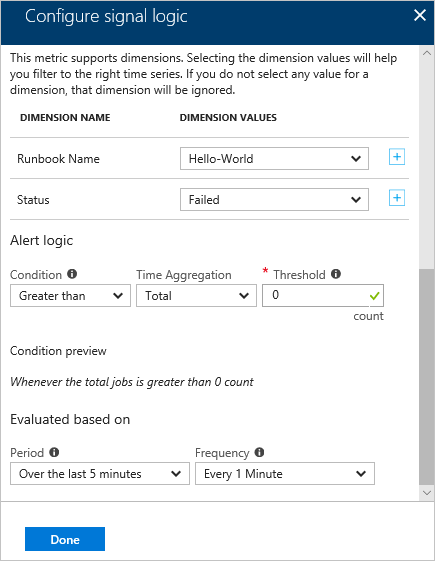 Configure signal logic
This metric supports dimensions. Selecting the dimension values will help
you filter to the right time series. If you do not select any value for a
dimension, that dimension will be ignored.
DIMENSION NAME DIMENSION VALUES
Runbook Name Hello-World
Status Failed
Alert logic
Condition Time Aggregation * Threshold
Greater than Total 0
count
Condition preview
Whenever the total jobs is greater than 0 count
Evaluated based on
Period Frequency
Over the last 5 minutes Every 1 Minute
Done